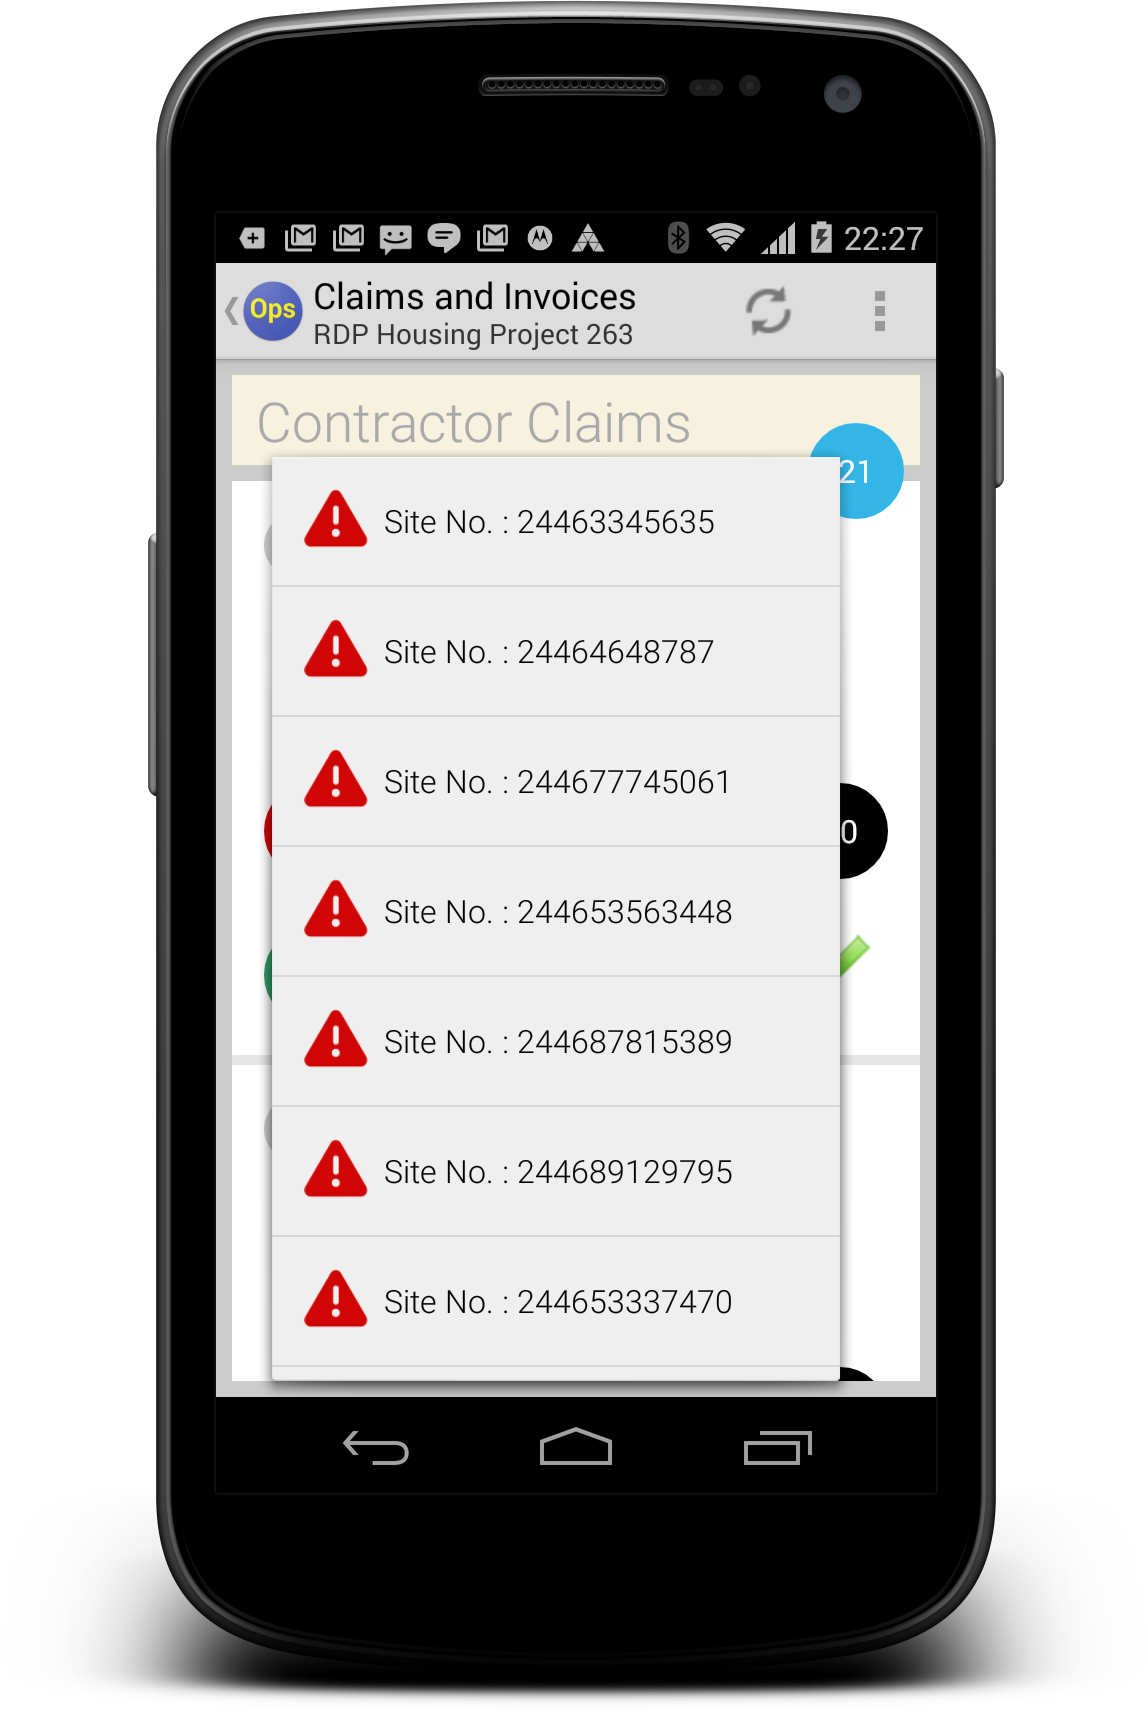 22:27
Ops
Claims and Invoices
RDP Housing Project 263
Contractor Claims
21
Site No. : 24463345635
Site No. : 24464648787
Site No. : 244677745061
0
Site No. : 244653563448
Site No. : 244687815389
Site No. : 244689129795
Site No. : 244653337470